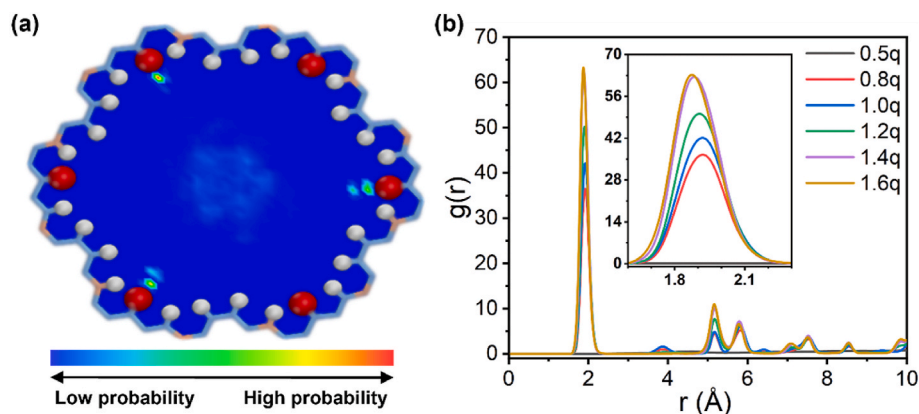 (a)
Low probability
High probability
(b)
g(r)
70
60
50
40
30
20
10
0
0
2
4
6
8
10
r (Å)
70
56
42
28
14
0
1.8
2.1
0.5q
0.8q
1.0q
1.2q
1.4q
1.6q